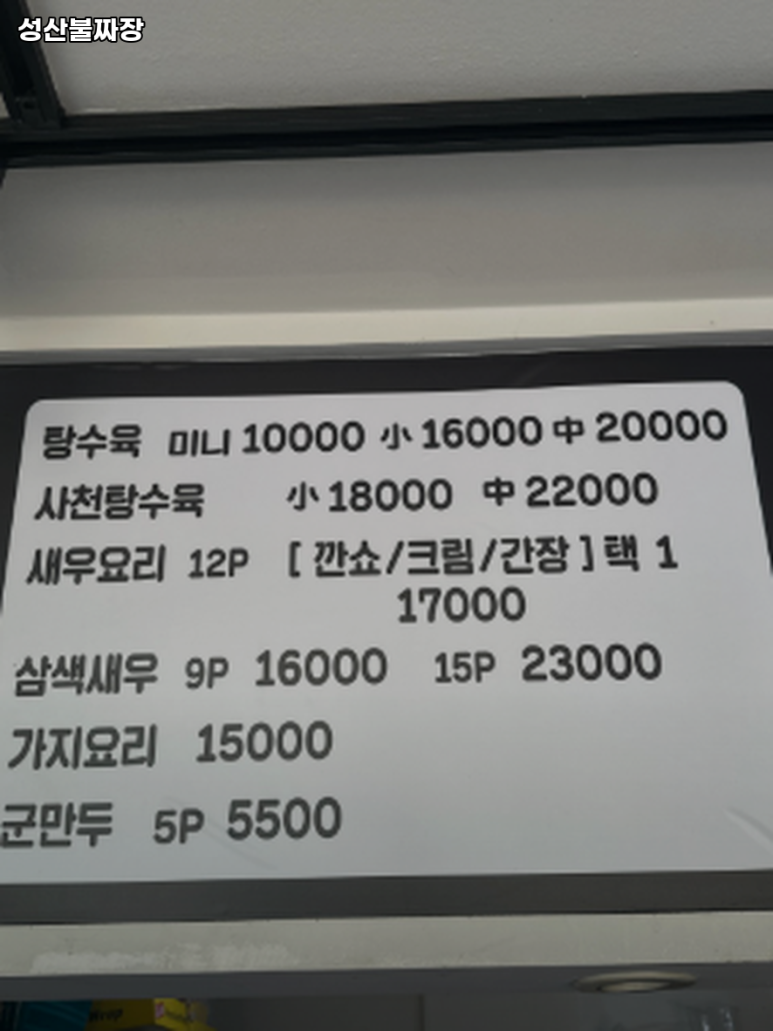 성산불짜장
탕수육 미니 10000 小 16000 中 20000
사천탕수육 小 18000 中 22000
새우요리 12P [ 깐쇼/크림/간장 ] 택 1
17000
삼색새우 9P 16000 15P 23000
가지요리 15000
군만두 5P 5500